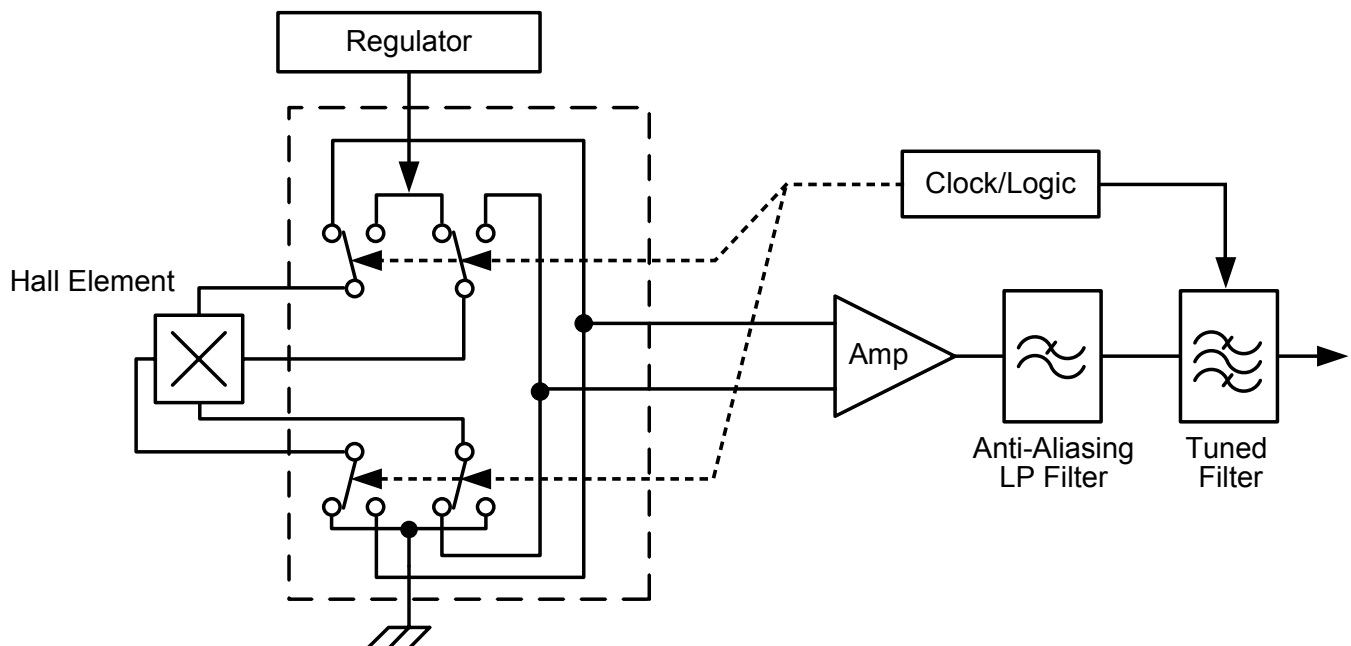 Regulator
Clock/Logic
Hall Element
Amp
Anti-Aliasing
LP Filter
Tuned
Filter